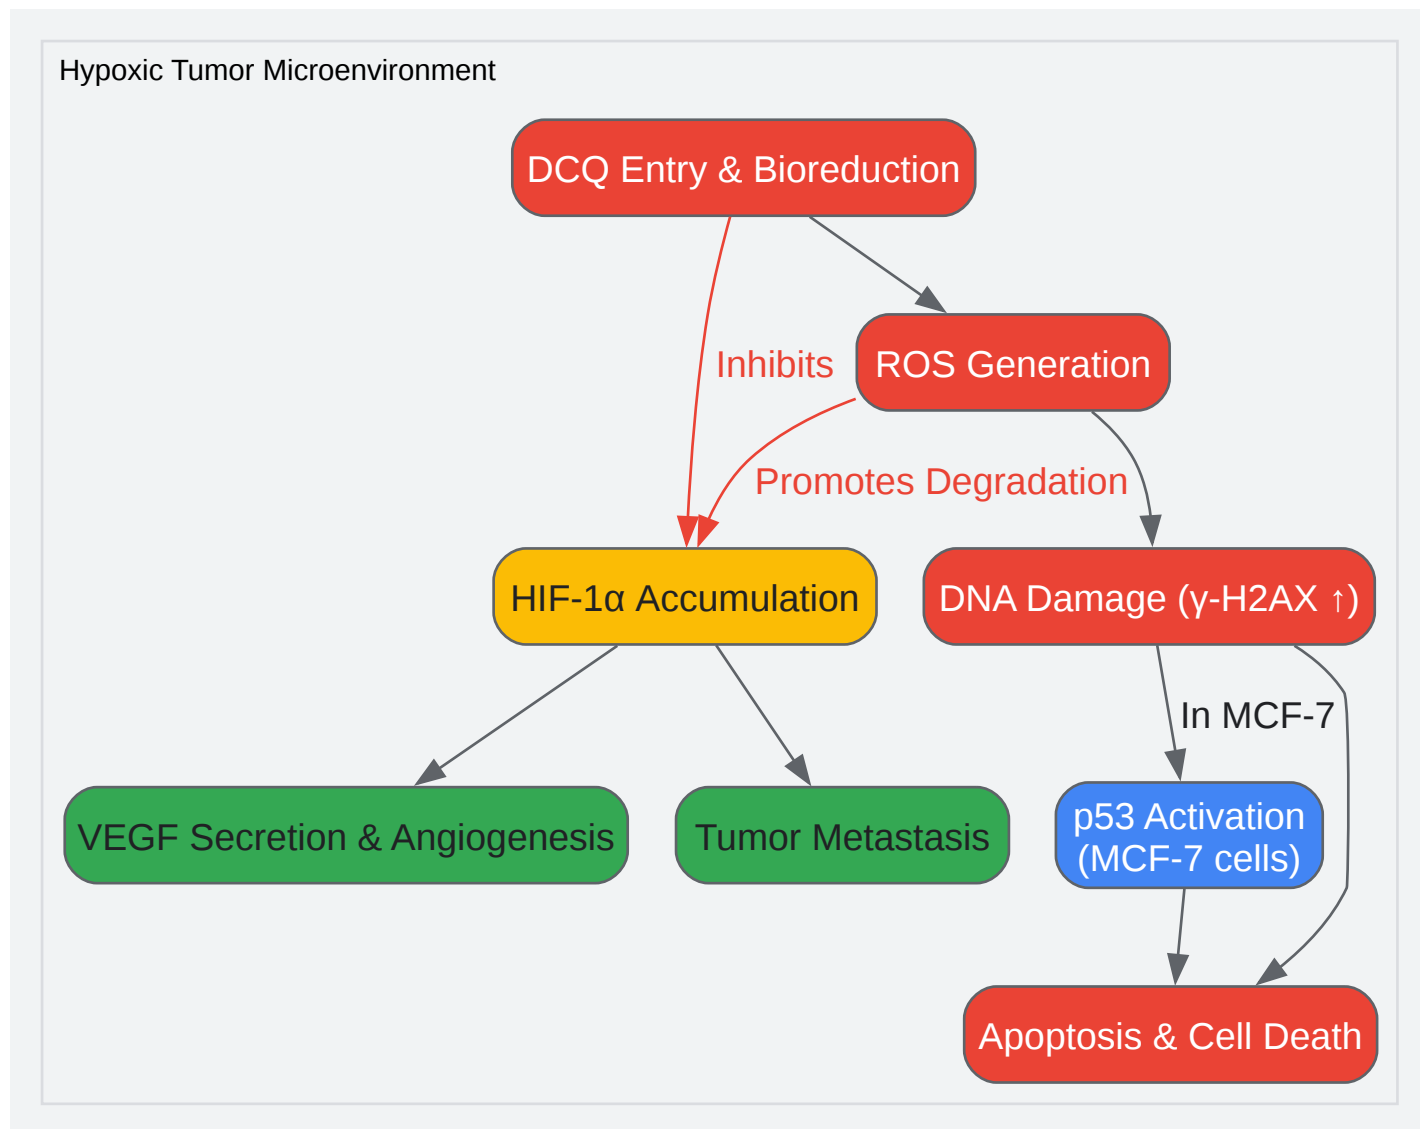 Hypoxic Tumor Microenvironment
DCQ Entry & Bioreduction
Inhibits
ROS Generation
Promotes Degradation
HIF-1α Accumulation
DNA Damage (γ-H2AX ↑)
In MCF-7
VEGF Secretion & Angiogenesis
Tumor Metastasis
p53 Activation
(MCF-7 cells)
Apoptosis & Cell Death